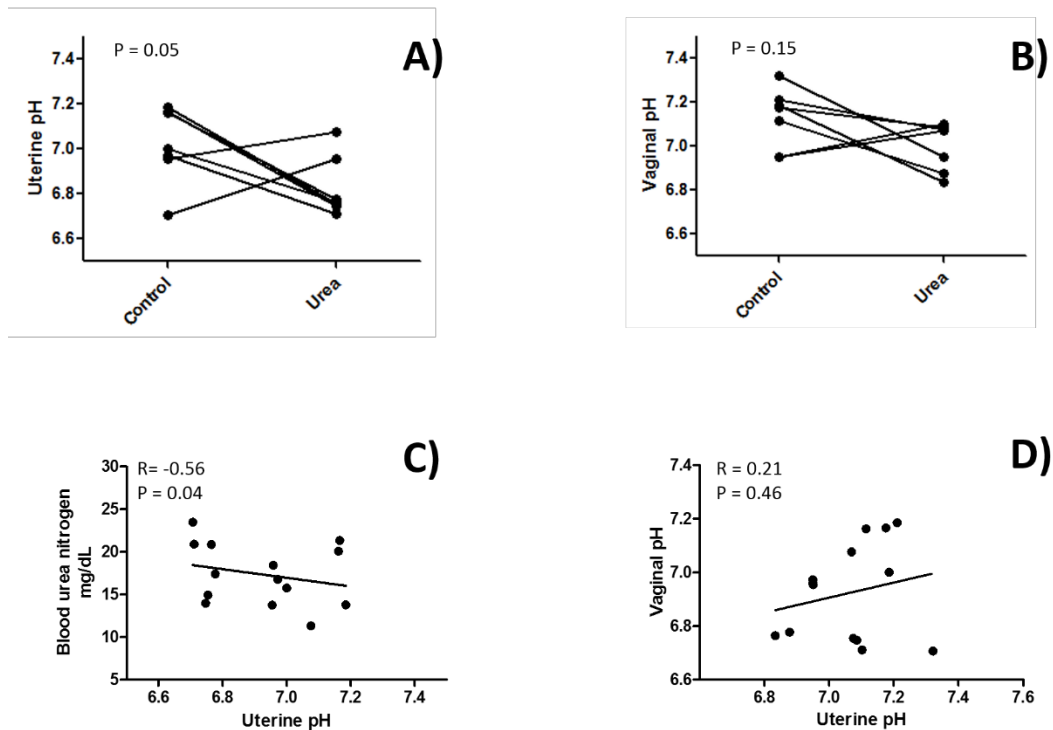 A)
P = 0.05
Uterine pH
7.4
7.2
7.0
6.8
6.6
Control
Urea
B)
P = 0.15
Vaginal pH
7.4
7.2
7.0
6.8
6.6
Control
Urea
C)
R= -0.56
P = 0.04
Blood urea nitrogen
mg/dL
30
25
20
15
10
5
6.6 6.8 7.0 7.2 7.4
Uterine pH
D)
R = 0.21
P = 0.46
Vaginal pH
7.4
7.2
7.0
6.8
6.6
6.8 7.0 7.2 7.4 7.6
Uterine pH